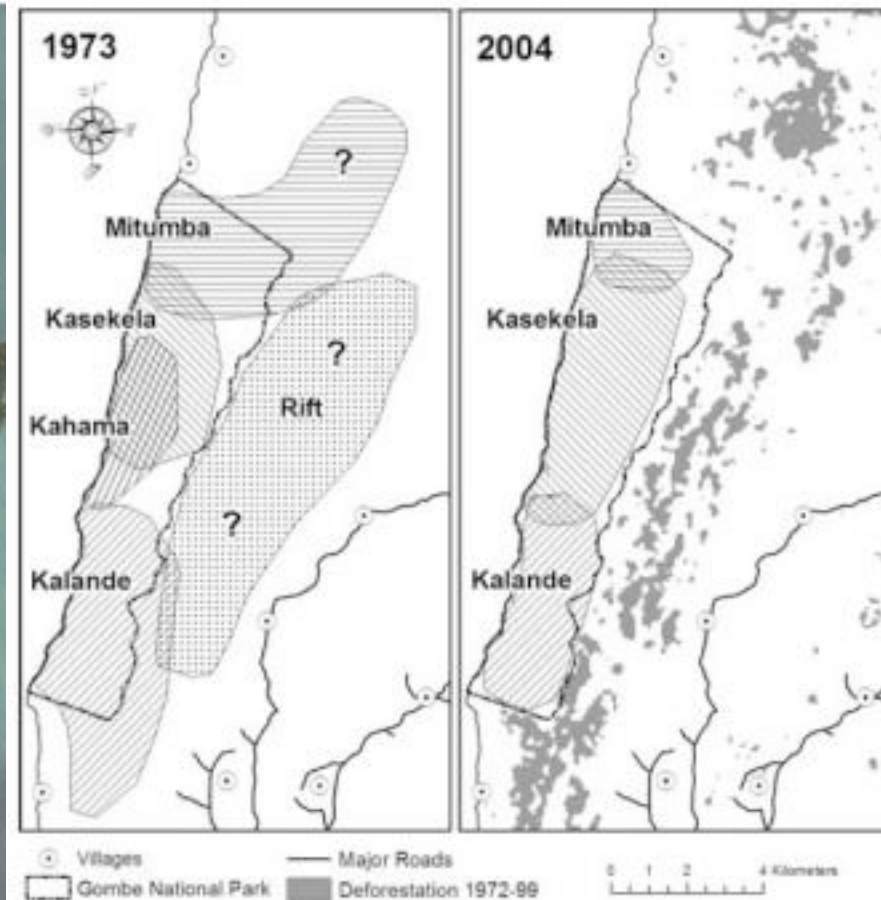 1973
?
Mitumba
Kasekela
?
Rift
Kahama
?
Kalande
2004
Mitumba
Kasekela
Kalande
Villages
Major Roads
0 1 2 4 Kilometers
Gombe National Park
Deforestation 1972-99